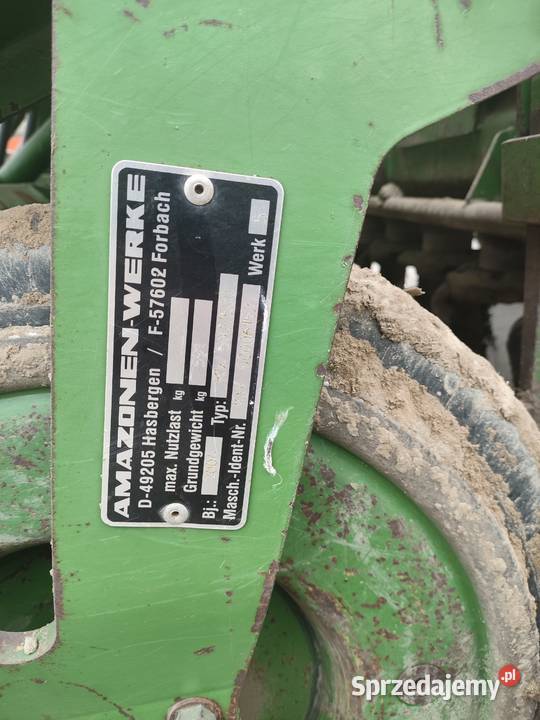 AMAZONEN-WERKE
D-49205 Hasbergen / F-57602 Forbach
max. Nutzlast kg
Grundgewicht kg
Bj.: Typ:
Masch.-Ident-Nr. Werk 5
Sprzedajemy.pl